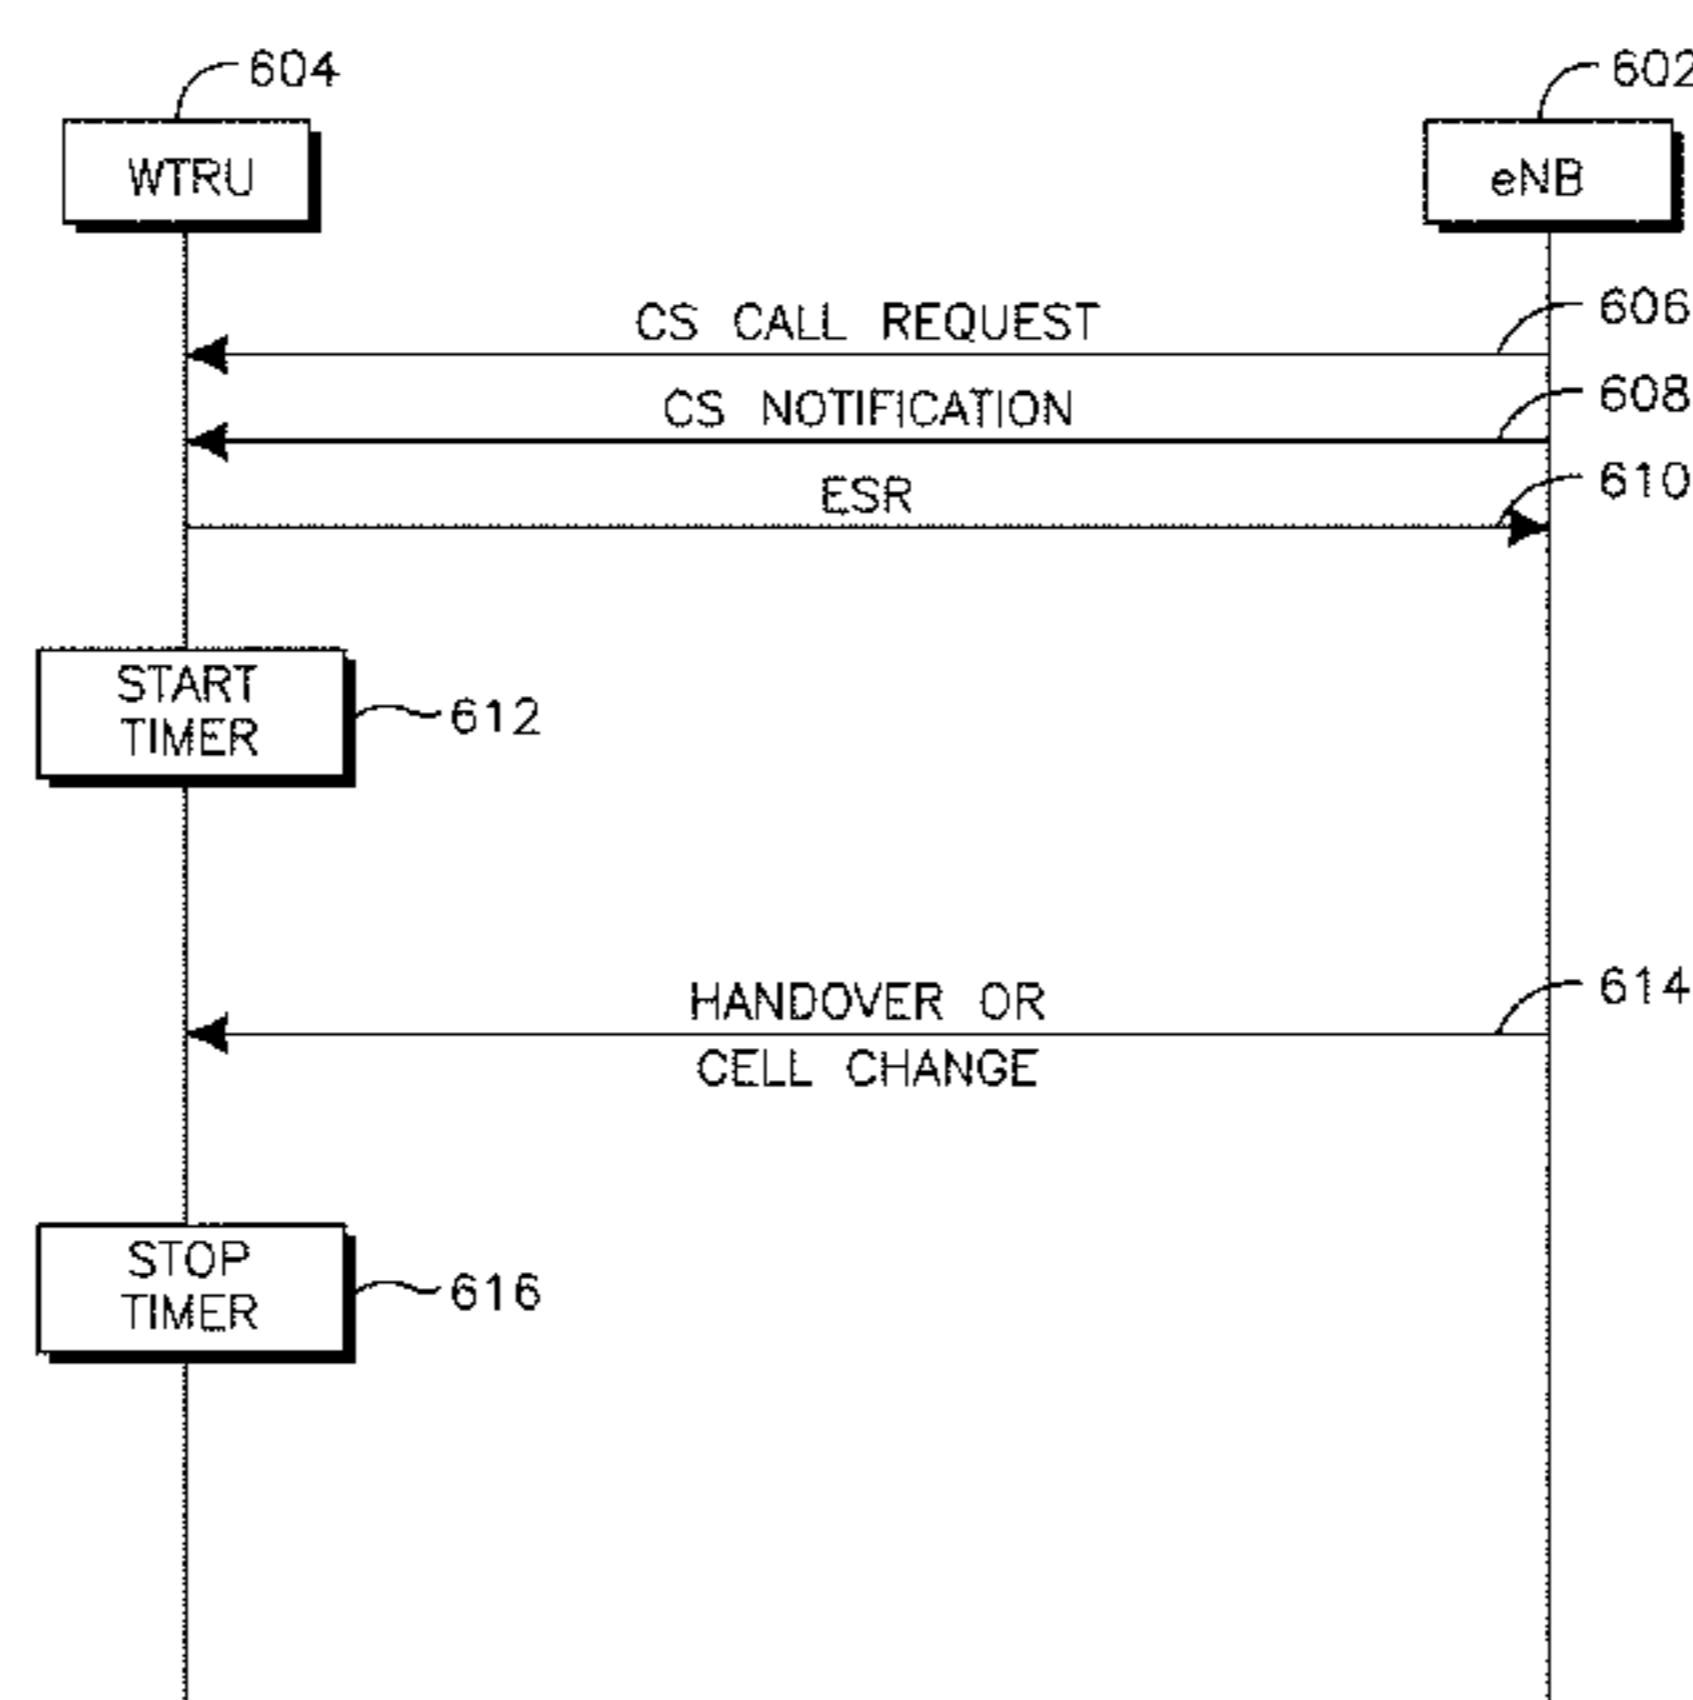 604
602
WTRU
eNB
CS CALL REQUEST
606
CS NOTIFICATION
608
ESR
610
START
TIMER
612
HANDOVER OR
614
CELL CHANGE
STOP
TIMER
616